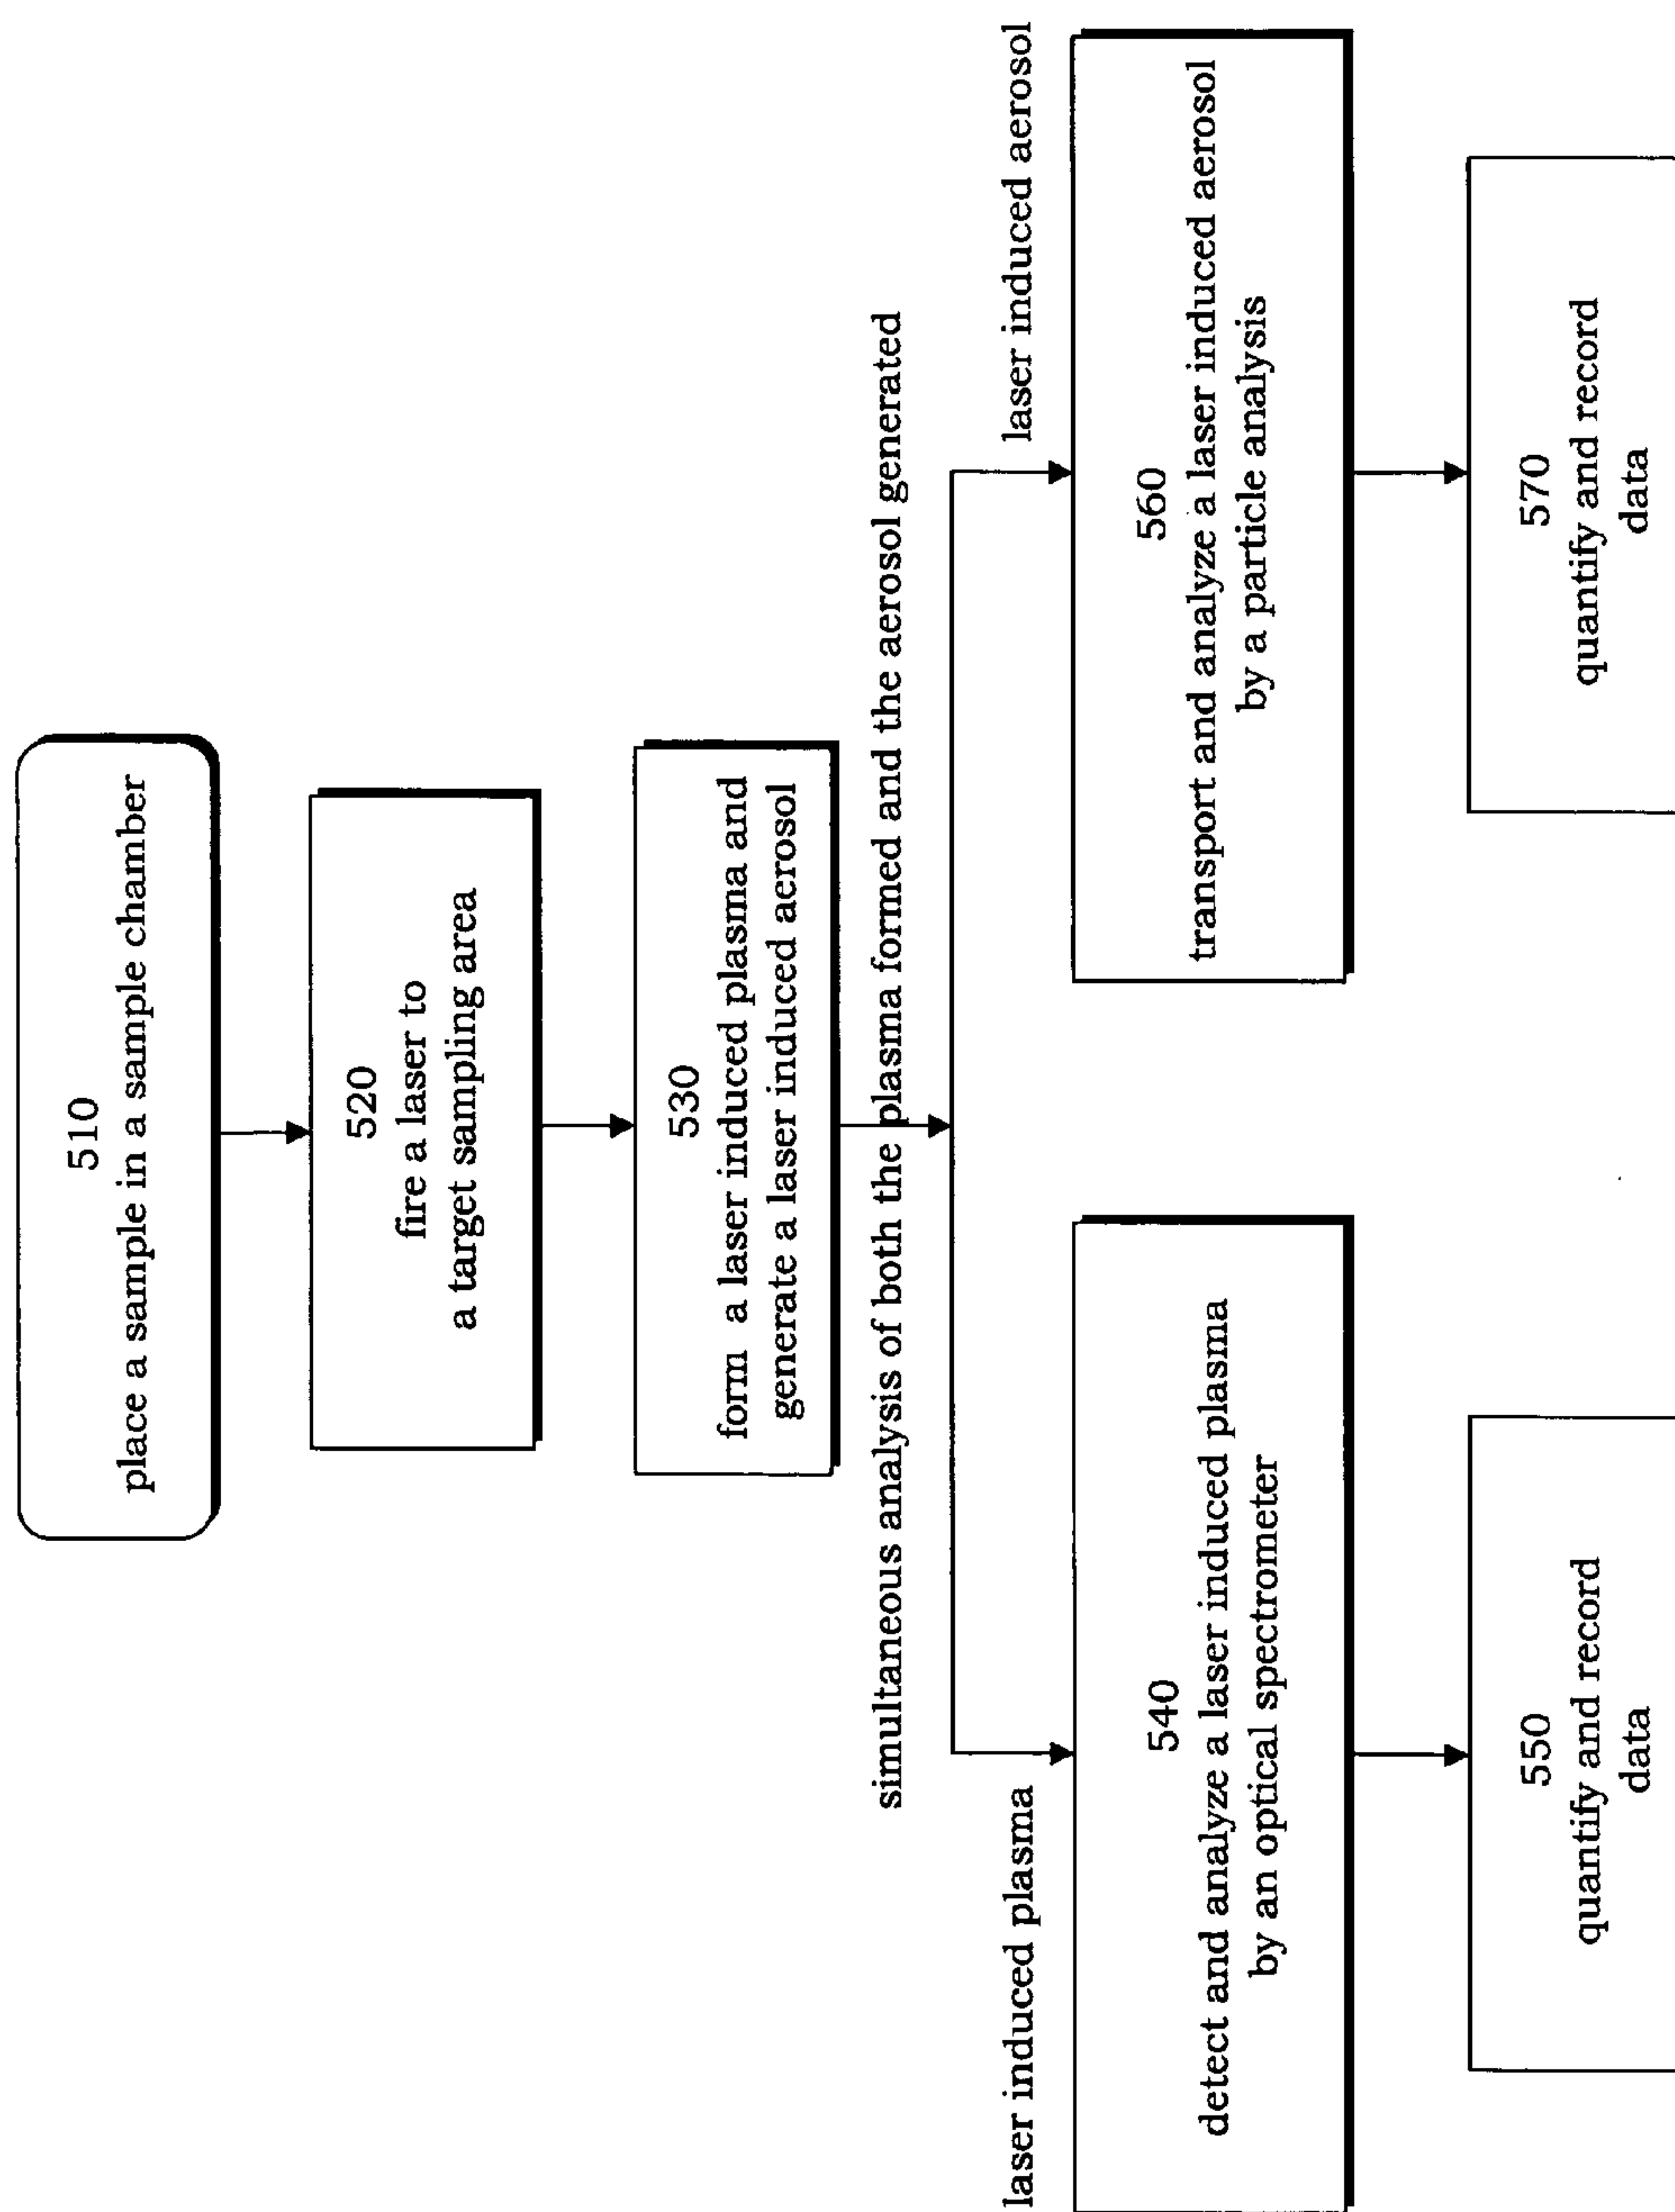 510
place a sample in a sample chamber
520
fire a laser to
a target sampling area
530
form a laser induced plasma and
generate a laser induced aerosol
simultaneous analysis of both the plasma formed and the aerosol generated
laser induced plasma
laser induced aerosol
540
detect and analyze a laser induced plasma
by an optical spectrometer
560
transport and analyze a laser induced aerosol
by a particle analysis
550
quantify and record
data
570
quantify and record
data